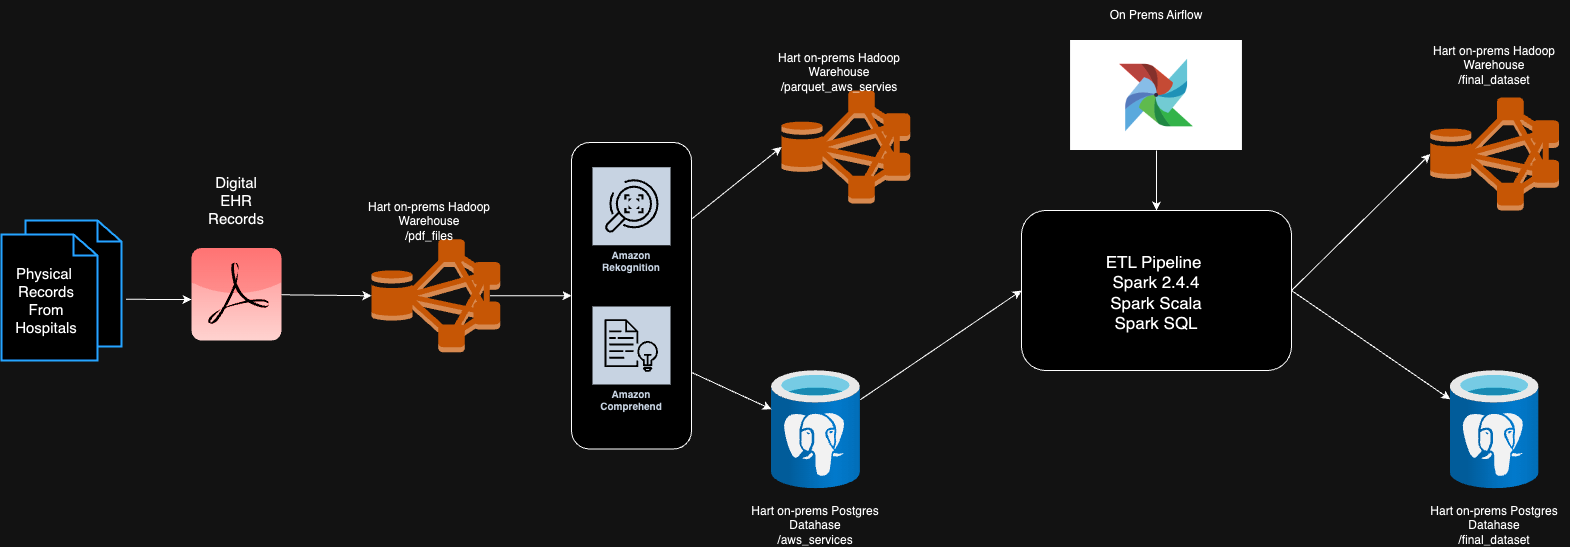 Physical
Records
From
Hospitals
Digital
EHR
Records
Hart on-prems Hadoop
Warehouse
/pdf_files
Amazon
Rekognition
Amazon
Comprehend
Hart on-prems Hadoop
Warehouse
/parquet_aws_servies
Hart on-prems Postgres
Datahase
/aws_services
On Prems Airflow
ETL Pipeline
Spark 2.4.4
Spark Scala
Spark SQL
Hart on-prems Hadoop
Warehouse
/final_dataset
Hart on-prems Postgres
Datahase
/final_dataset